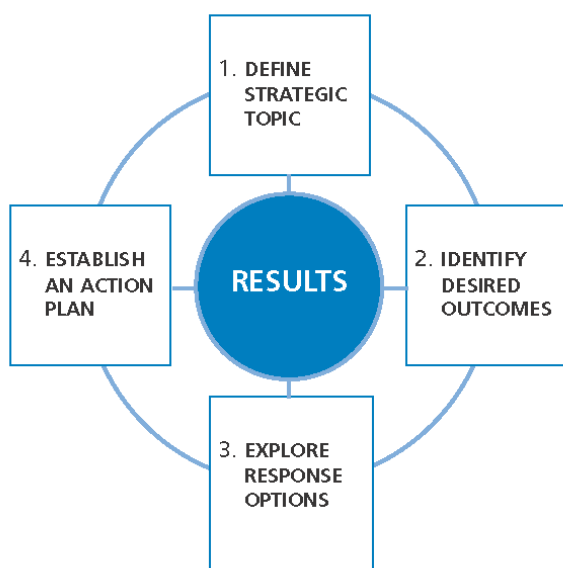 1. DEFINE
STRATEGIC
TOPIC
4. ESTABLISH
AN ACTION
PLAN
RESULTS
2. IDENTIFY
DESIRED
OUTCOMES
3. EXPLORE
RESPONSE
OPTIONS